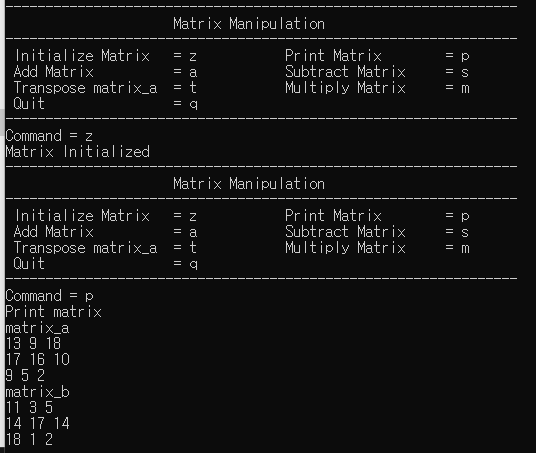 ----------------------------------------------------------------
Matrix Manipulation
----------------------------------------------------------------
Initialize Matrix = z Print Matrix = p
Add Matrix = a Subtract Matrix = s
Transpose matrix_a = t Multiply Matrix = m
Quit = q
----------------------------------------------------------------
Command = z
Matrix Initialized
----------------------------------------------------------------
Matrix Manipulation
----------------------------------------------------------------
Initialize Matrix = z Print Matrix = p
Add Matrix = a Subtract Matrix = s
Transpose matrix_a = t Multiply Matrix = m
Quit = q
----------------------------------------------------------------
Command = p
Print matrix
matrix_a
13 9 18
17 16 10
9 5 2
matrix_b
11 3 5
14 17 14
18 1 2